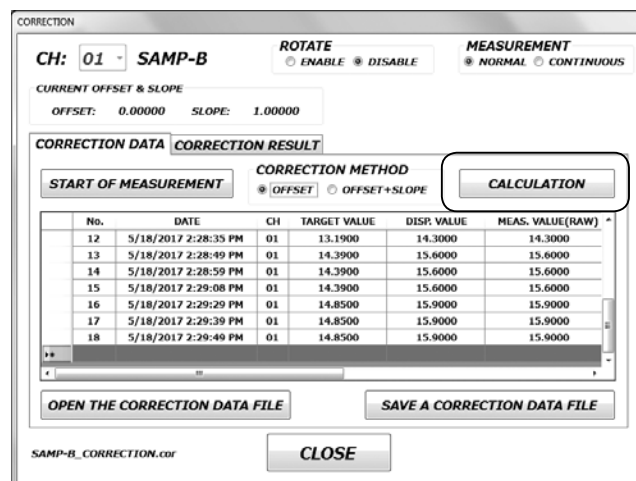 CORRECTION
CH: 01 SAMP-B
ROTATE
ENABLE DISABLE
MEASUREMENT
NORMAL CONTINUOUS
CURRENT OFFSET & SLOPE
OFFSET: 0.00000 SLOPE: 1.00000
CORRECTION DATA CORRECTION RESULT
START OF MEASUREMENT
CORRECTION METHOD
OFFSET OFFSET+SLOPE
CALCULATION
No. DATE CH TARGET VALUE DISP. VALUE MEAS. VALUE(RAW)
12 5/18/2017 2:28:35 PM 01 13.1900 14.3000 14.3000
13 5/18/2017 2:28:49 PM 01 14.3900 15.6000 15.6000
14 5/18/2017 2:28:59 PM 01 14.3900 15.6000 15.6000
15 5/18/2017 2:29:08 PM 01 14.3900 15.6000 15.6000
16 5/18/2017 2:29:29 PM 01 14.8500 15.9000 15.9000
17 5/18/2017 2:29:39 PM 01 14.8500 15.9000 15.9000
18 5/18/2017 2:29:49 PM 01 14.8500 15.9000 15.9000
OPEN THE CORRECTION DATA FILE SAVE A CORRECTION DATA FILE
SAMP-B_CORRECTION.cor CLOSE